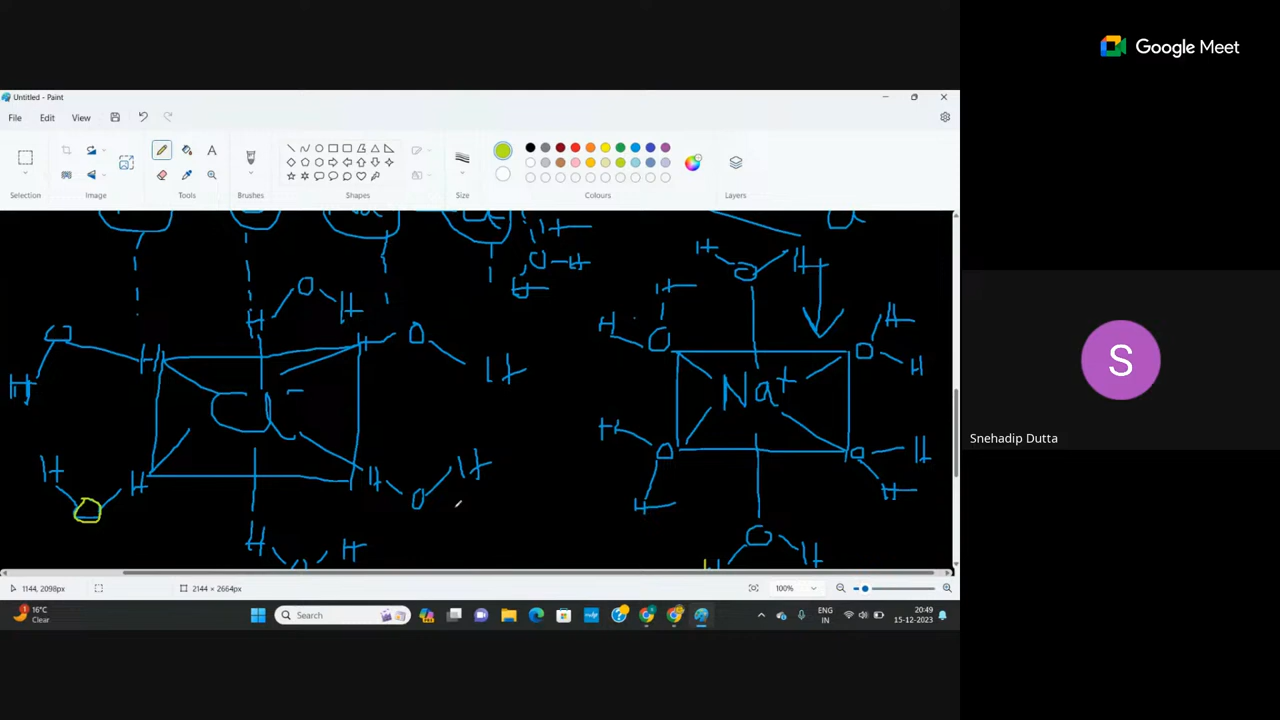 Google Meet
Untitled - Paint
File Edit View
Selection Image Tools Brushes Shapes Size Colours Layers
H
O-H
H
H O H
O H
H H O
Cl⁻
H
H
H
O H
H H
O H O
H H
O
H O H
H
H O
O H
H
Na⁺
H
O O H
H H
O
H
Snehadip Dutta
S
1144, 2098px 2144 × 2664px 100%
16°C
Clear
1
Search
ENG
IN
20:49
15-12-2023